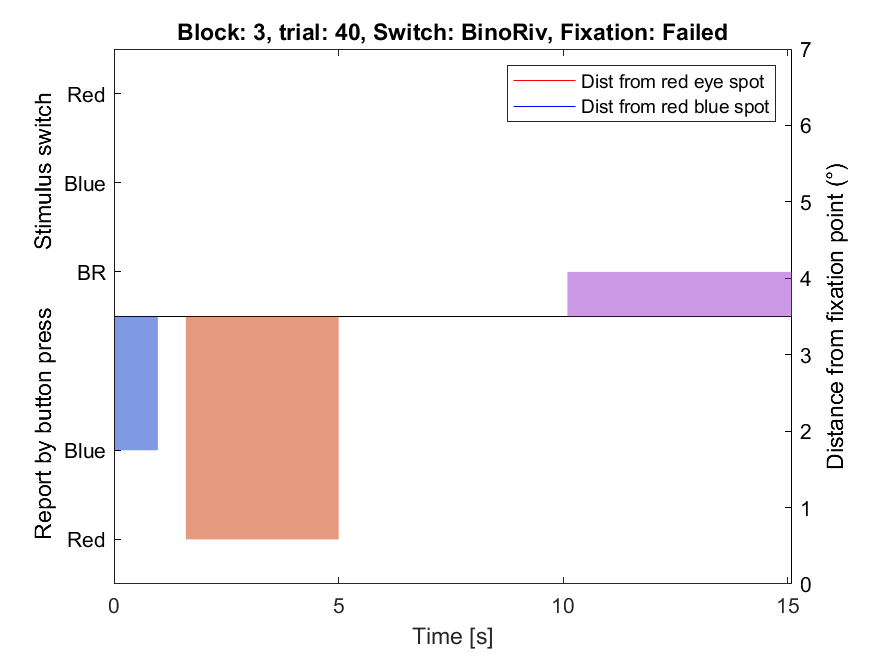 Block: 3, trial: 40, Switch: BinoRiv, Fixation: Failed
Dist from red eye spot
Dist from red blue spot
Stimulus switch
Red
Blue
BR
Report by button press
Blue
Red
7
6
5
4
3
2
1
0
Distance from fixation point (°)
0 5 10 15
Time [s]